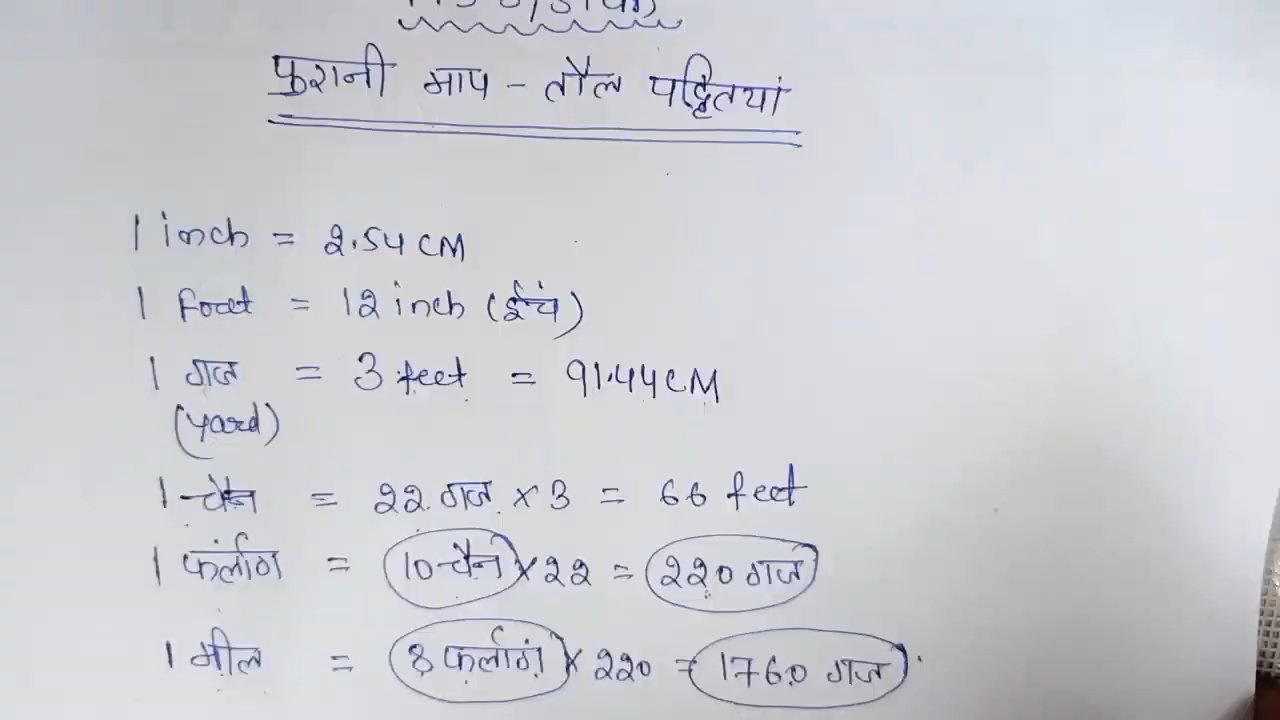 पुरानी माप - तौल पद्धितयां
1 inch = 2.54 CM
1 Foot = 12 inch (ईंच)
1 गज = 3 feet = 91.44 CM
(yard)
1 चैन = 22 गज × 3 = 66 feet
1 फर्लांग = 10 चैन × 22 = 220 गज
1 मील = 8 फर्लांग × 220 = 1760 गज